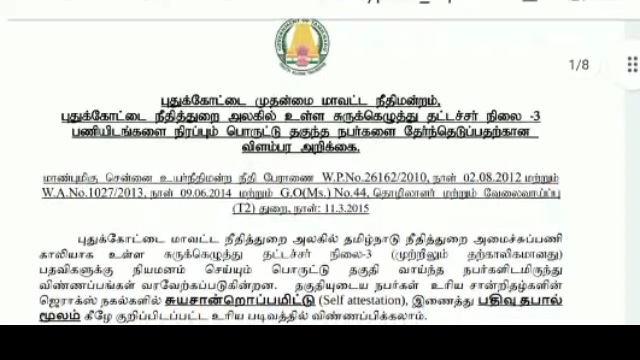 1/8
புதுக்கோட்டை முதன்மை மாவட்ட நீதிமன்றம்,
புதுக்கோட்டை நீதித்துறை அலகில் உள்ள சுருக்கெழுத்து தட்டச்சர் நிலை -3
பணியிடங்களை நிரப்பும் பொருட்டு தகுந்த நபர்களை தேர்ந்தெடுப்பதற்கான
விளம்பர அறிக்கை.
மாண்புமிகு சென்னை உயர்நீதிமன்ற நீதி பேராணை W.P.No.26162/2010, நாள் 02.08.2012 மற்றும்
W.A.No.1027/2013, நாள் 09.06.2014 மற்றும் G.O(Ms.) No.44, தொழிலாளர் மற்றும் வேலைவாய்ப்பு
(T2) துறை, நாள்: 11.3.2015
புதுக்கோட்டை மாவட்ட நீதித்துறை அலகில் தமிழ்நாடு நீதித்துறை அமைச்சுப்பணி
காலியாக உள்ள சுருக்கெழுத்து தட்டச்சர் நிலை-3 (முற்றிலும் தற்காலிகமானது)
பதவிகளுக்கு நியமனம் செய்யும் பொருட்டு தகுதி வாய்ந்த நபர்களிடமிருந்து
விண்ணப்பங்கள் வரவேற்கப்படுகின்றன. தகுதியுடைய நபர்கள் உரிய சான்றிதழ்களின்
ஜெராக்ஸ் நகல்களில் சுயசான்றொப்பமிட்டு (Self attestation), இணைத்து பதிவு தபால்
மூலம் கீழே குறிப்பிடப்பட்ட உரிய படிவத்தில் விண்ணப்பிக்கலாம்.